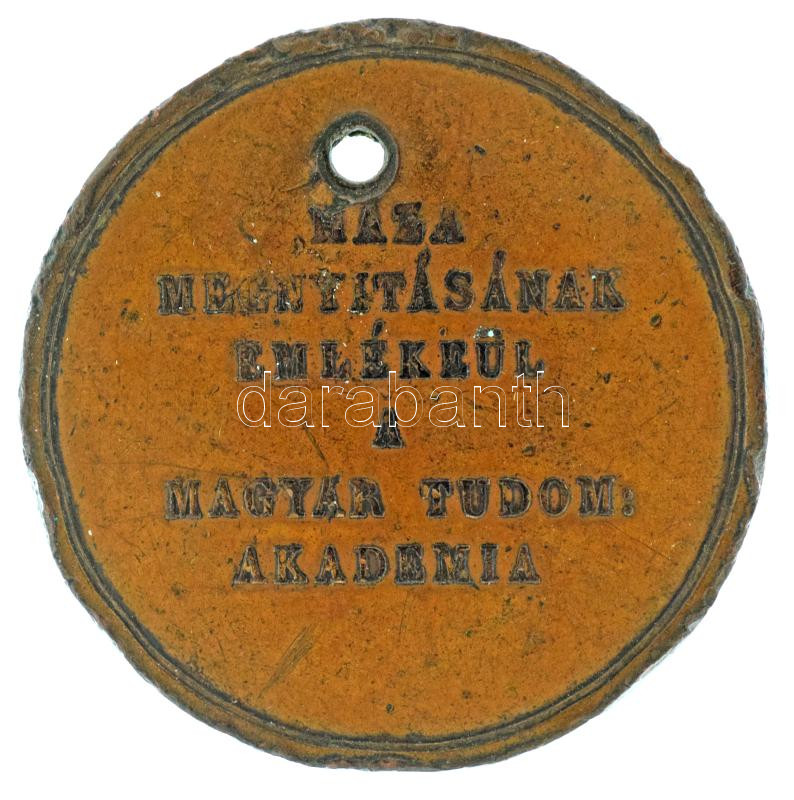 HÁZA
MEGNYITÁSÁNAK
EMLÉKEÜL
darabanth
A
MAGYAR TUDOM:
AKADEMIA